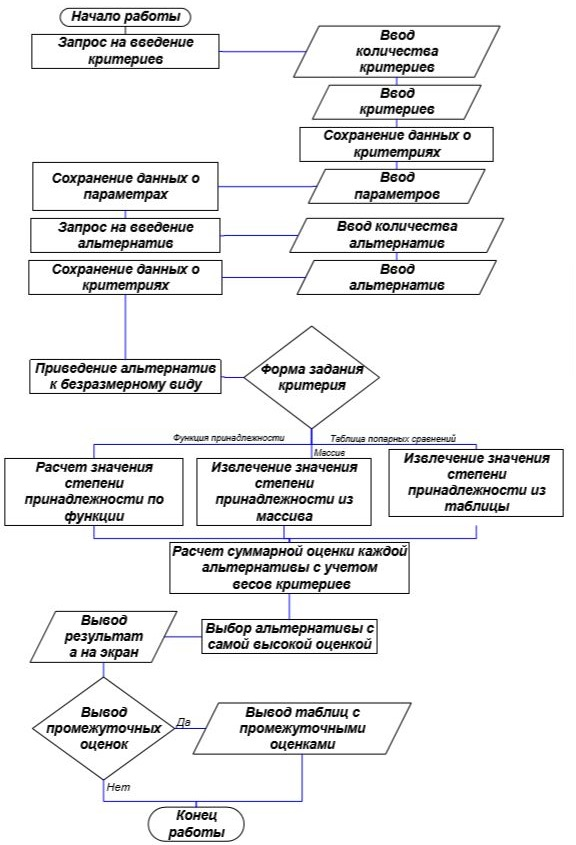 Начало работы
Запрос на введение
критериев
Ввод
количества
критериев
Ввод
критериев
Сохранение данных о
критетриях
Сохранение данных о
параметрах
Ввод
параметров
Запрос на введение
альтернатив
Ввод количества
альтернатив
Сохранение данных о
критетриях
Ввод
альтернатив
Приведение альтернатив
к безразмерному виду
Форма задания
критерия
Функция принадлежности
Массив
Таблица попарных сравнений
Расчет значения
степени
принадлежности по
функции
Извлечение значения
степени
принадлежности из
массива
Извлечение значения
степени
принадлежности из
таблицы
Расчет суммарной оценки каждой
альтернативы с учетом
весов критериев
Вывод
результат
а на экран
Выбор альтернативы с
самой высокой оценкой
Вывод
промежуточных
оценок
Да
Вывод таблиц с
промежуточными
оценками
Нет
Конец
работы